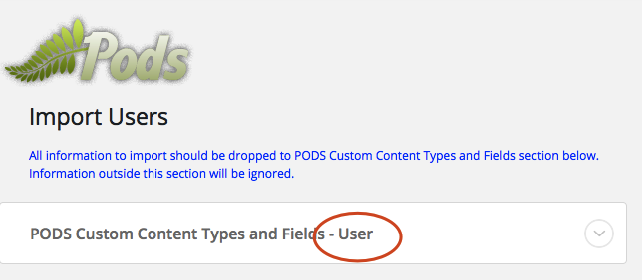 Pods
Import Users
All information to import should be dropped to PODS Custom Content Types and Fields section below.
Information outside this section will be ignored.
PODS Custom Content Types and Fields - User